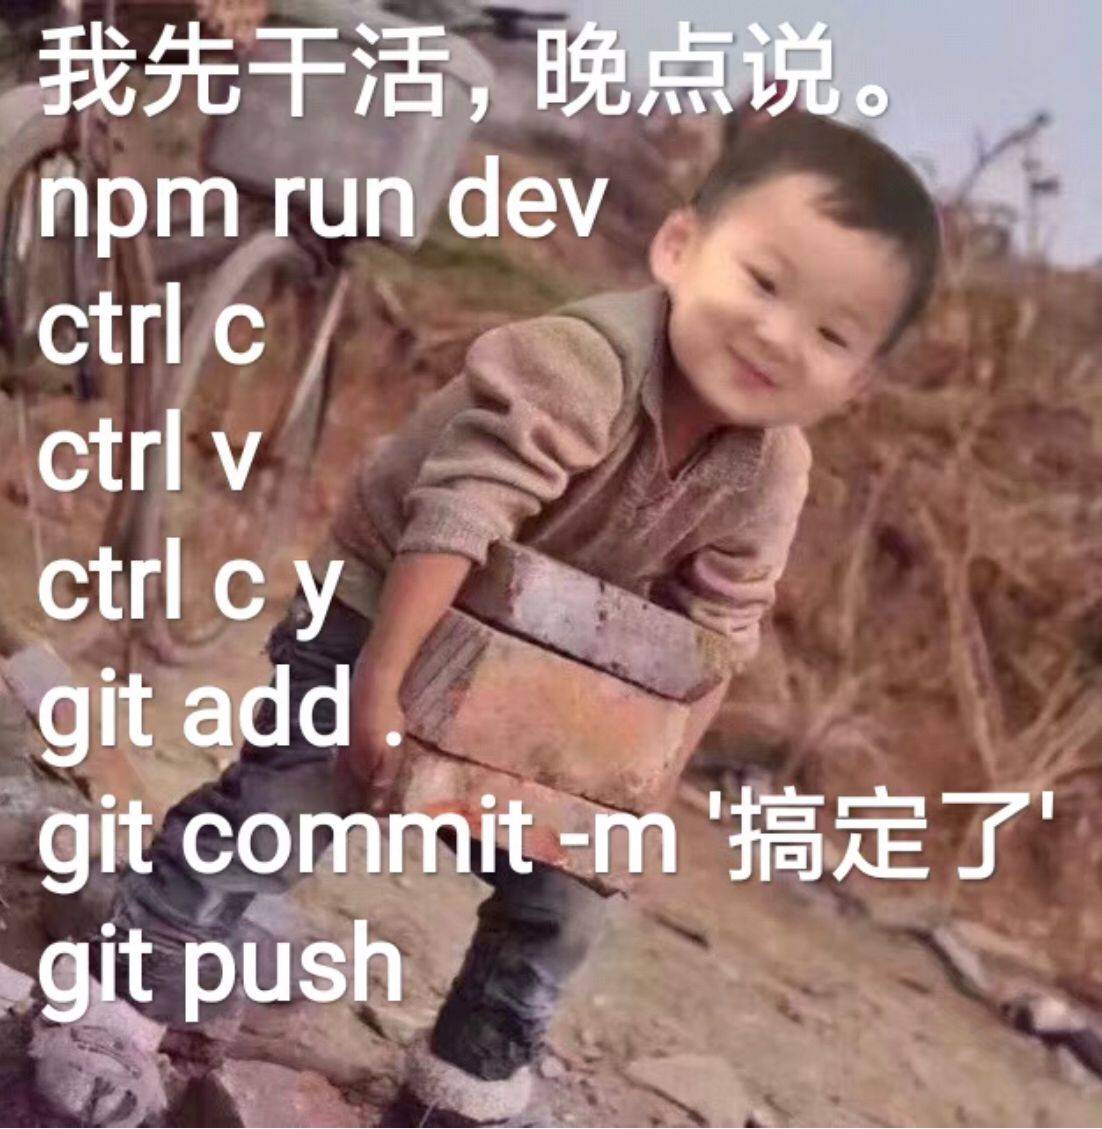 我先干活，晚点说。
npm run dev
ctrl c
ctrl v
ctrl c y
git add .
git commit -m '搞定了'
git push